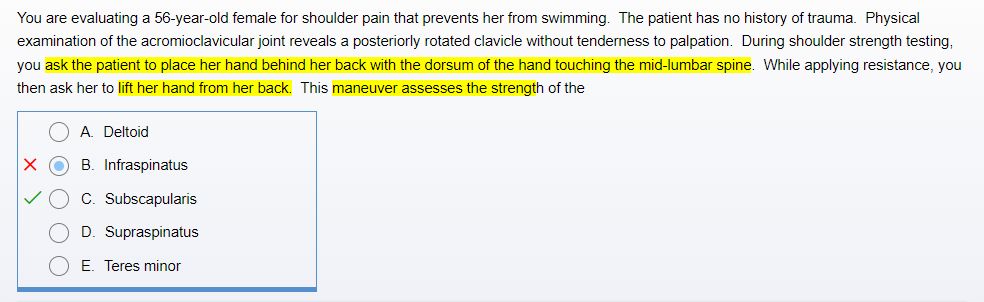 You are evaluating a 56-year-old female for shoulder pain that prevents her from swimming.  The patient has no history of trauma.  Physical
examination of the acromioclavicular joint reveals a posteriorly rotated clavicle without tenderness to palpation.  During shoulder strength testing,
you ask the patient to place her hand behind her back with the dorsum of the hand touching the mid-lumbar spine.  While applying resistance, you
then ask her to lift her hand from her back.  This maneuver assesses the strength of the
A.  Deltoid
B.  Infraspinatus
C.  Subscapularis
D.  Supraspinatus
E.  Teres minor